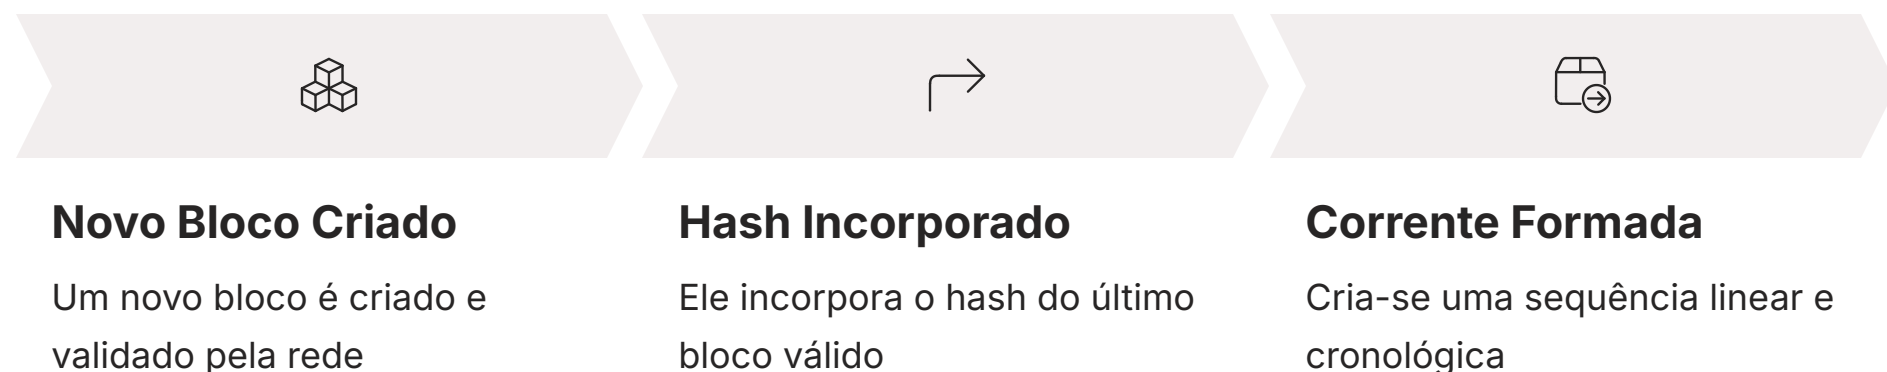 Novo Bloco Criado
Um novo bloco é criado e
validado pela rede
Hash Incorporado
Ele incorpora o hash do último
bloco válido
Corrente Formada
Cria-se uma sequência linear e
cronológica